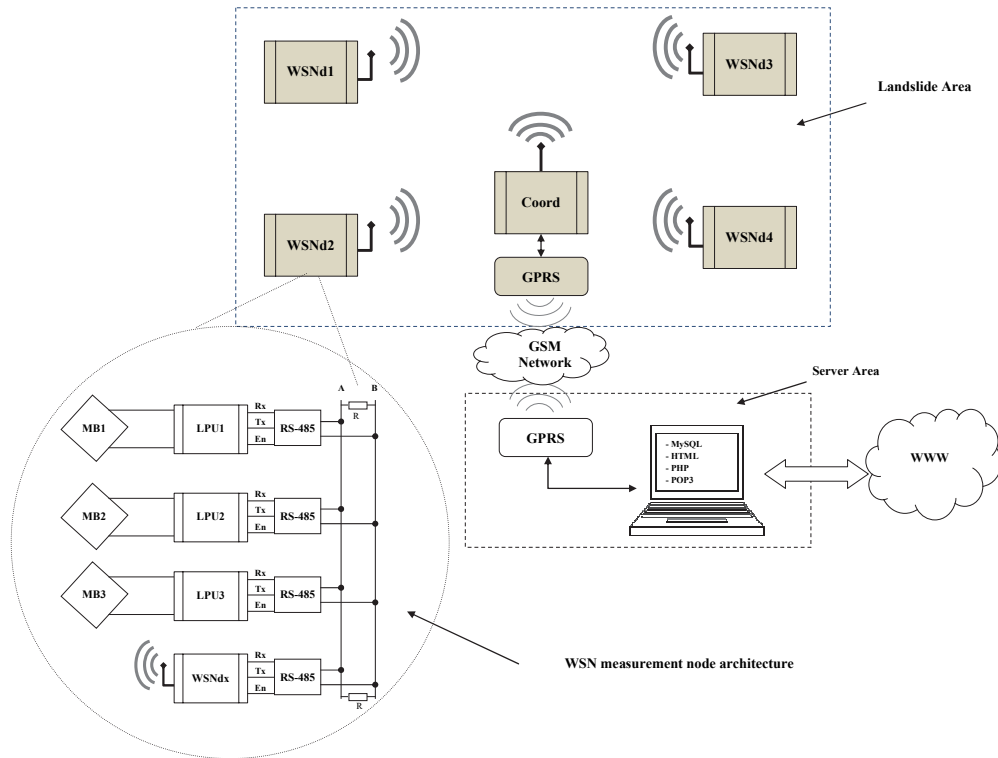 WSNd1
WSNd3
Landslide Area
Coord
WSNd2
WSNd4
GPRS
GSM
Network
Server Area
A B
R
MB1
LPU1
Rx
Tx
En
RS-485
GPRS
- MySQL
- HTML
- PHP
- POP3
WWW
MB2
LPU2
Rx
Tx
En
RS-485
MB3
LPU3
Rx
Tx
En
RS-485
WSNdx
Rx
Tx
En
RS-485
R
WSN measurement node architecture